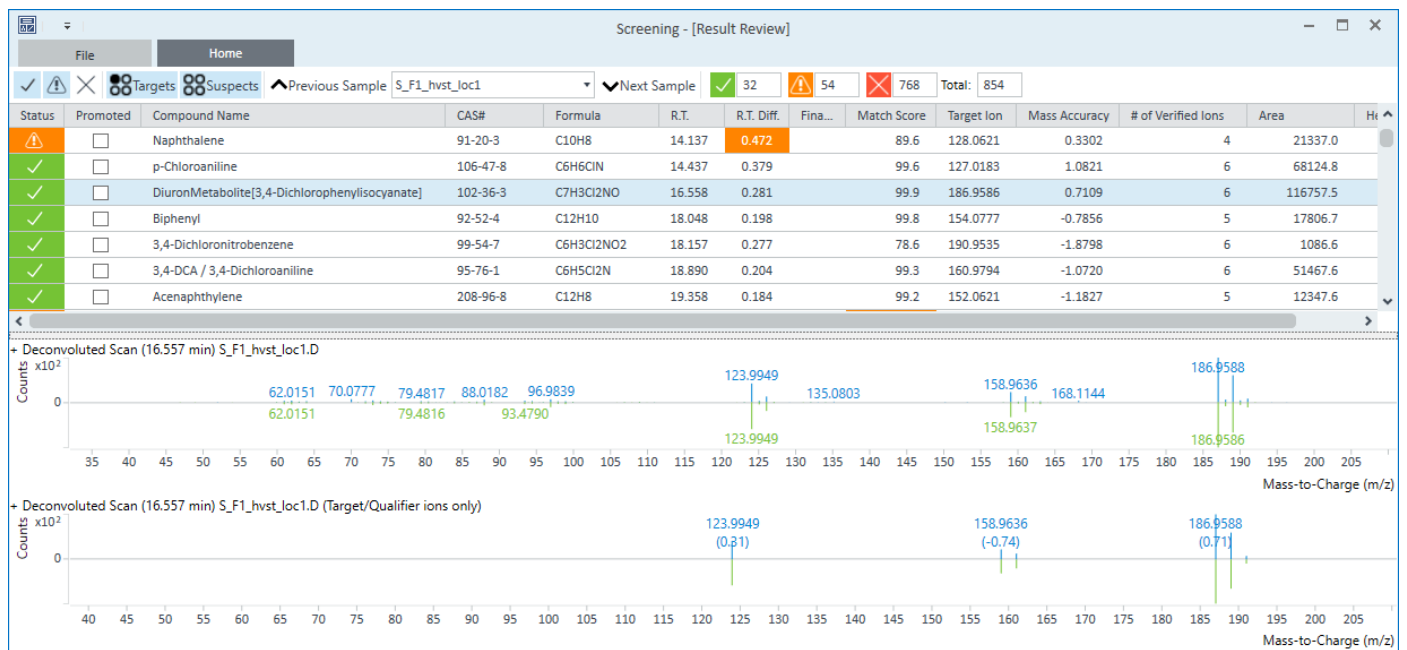 Screening - [Result Review]
File Home
Targets Suspects Previous Sample S_F1_hvst_loc1 Next Sample 32 54 768 Total: 854
Status Promoted Compound Name CAS# Formula R.T. R.T. Diff. Fina... Match Score Target Ion Mass Accuracy # of Verified Ions Area
Naphthalene 91-20-3 C10H8 14.137 0.472 89.6 128.0621 0.3302 4 21337.0
p-Chloroaniline 106-47-8 C6H6ClN 14.437 0.379 99.6 127.0183 1.0821 6 68124.8
DiuronMetabolite[3,4-Dichlorophenylisocyanate] 102-36-3 C7H3Cl2NO 16.558 0.281 99.9 186.9586 0.7109 6 116757.5
Biphenyl 92-52-4 C12H10 18.048 0.198 99.8 154.0777 -0.7856 5 17806.7
3,4-Dichloronitrobenzene 99-54-7 C6H3Cl2NO2 18.157 0.277 78.6 190.9535 -1.8798 6 1086.6
3,4-DCA / 3,4-Dichloroaniline 95-76-1 C6H5Cl2N 18.890 0.204 99.3 160.9794 -1.0720 6 51467.6
Acenaphthylene 208-96-8 C12H8 19.358 0.184 99.2 152.0621 -1.1827 5 12347.6
+ Deconvoluted Scan (16.557 min) S_F1_hvst_loc1.D
Counts x10²
0
62.0151 70.0777 79.4817 88.0182 96.9839 123.9949 135.0803 158.9636 168.1144 186.9588
62.0151 79.4816 93.4790 123.9949 158.9637 186.9586
35 40 45 50 55 60 65 70 75 80 85 90 95 100 105 110 115 120 125 130 135 140 145 150 155 160 165 170 175 180 185 190 195 200 205
Mass-to-Charge (m/z)
+ Deconvoluted Scan (16.557 min) S_F1_hvst_loc1.D (Target/Qualifier ions only)
Counts x10²
0
123.9949 158.9636 186.9588
(0.31) (-0.74) (0.71)
40 45 50 55 60 65 70 75 80 85 90 95 100 105 110 115 120 125 130 135 140 145 150 155 160 165 170 175 180 185 190 195 200 205
Mass-to-Charge (m/z)